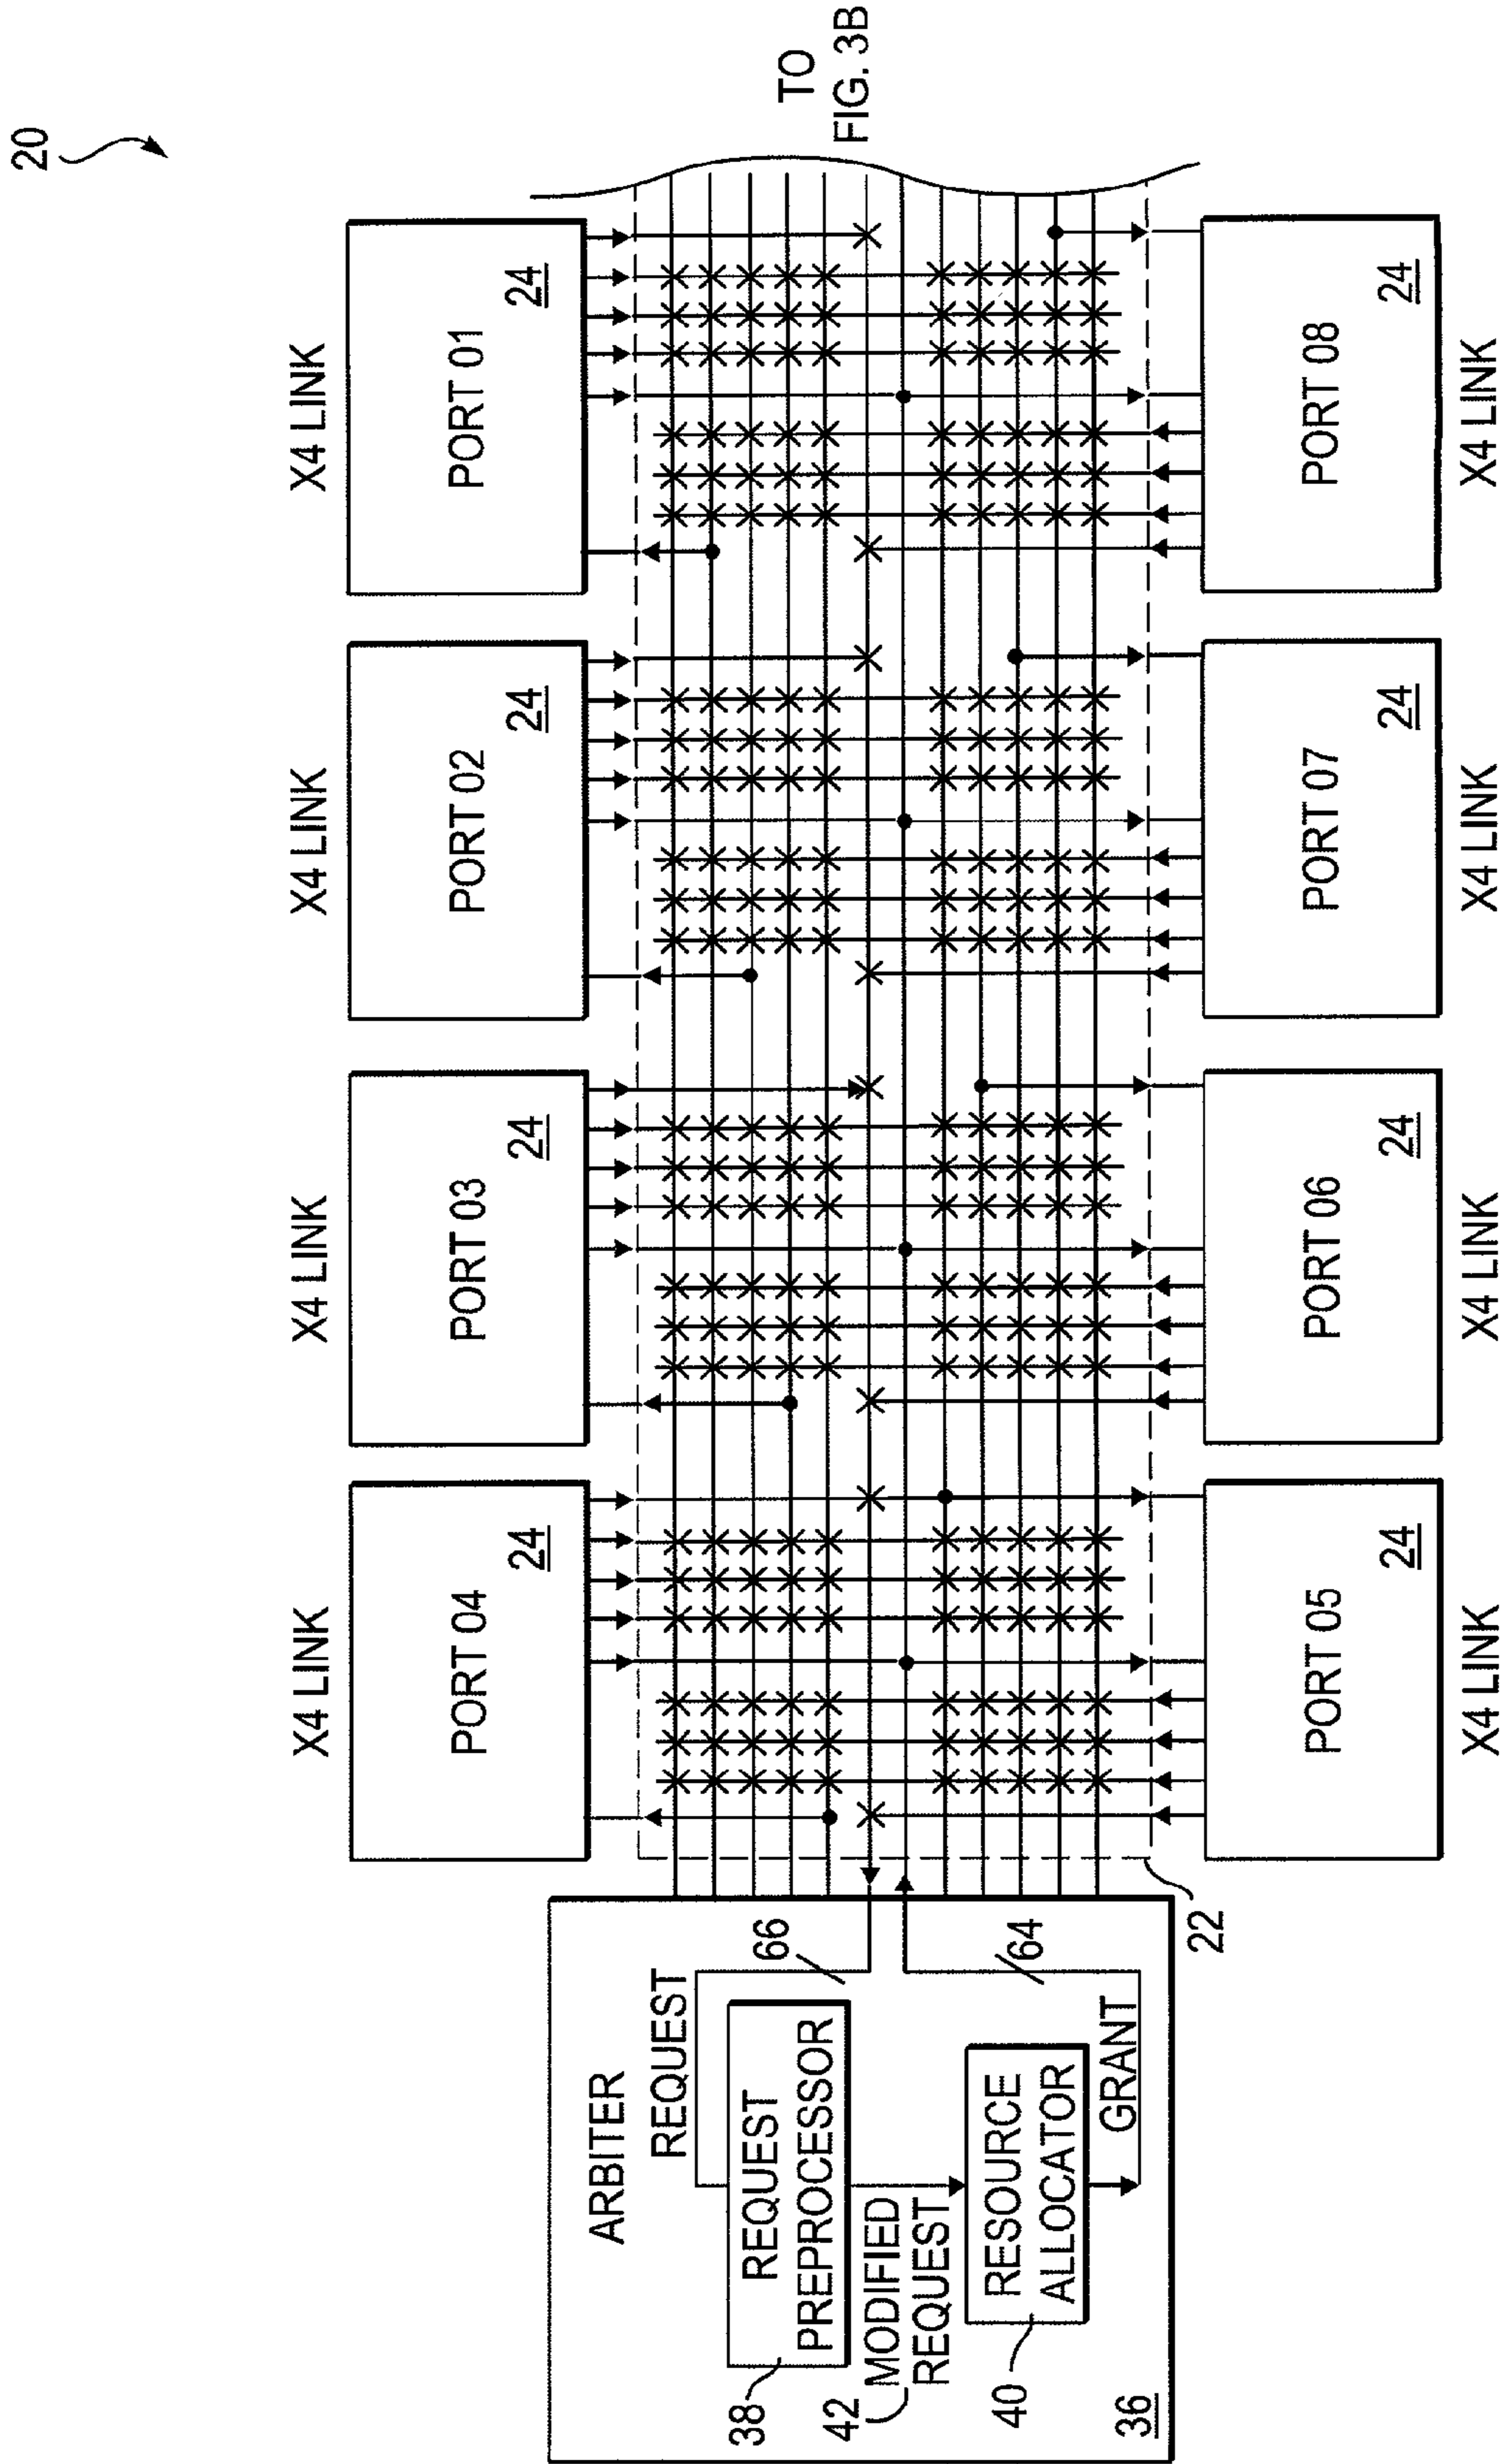 20
X4 LINK
X4 LINK
X4 LINK
X4 LINK
PORT 04
24
PORT 03
24
PORT 02
24
PORT 01
24
ARBITER
REQUEST
66
REQUEST
PREPROCESSOR
38
42
MODIFIED
REQUEST
RESOURCE
ALLOCATOR
40
64
GRANT
36
22
TO
FIG. 3B
PORT 05
24
PORT 06
24
PORT 07
24
PORT 08
24
X4 LINK
X4 LINK
X4 LINK
X4 LINK